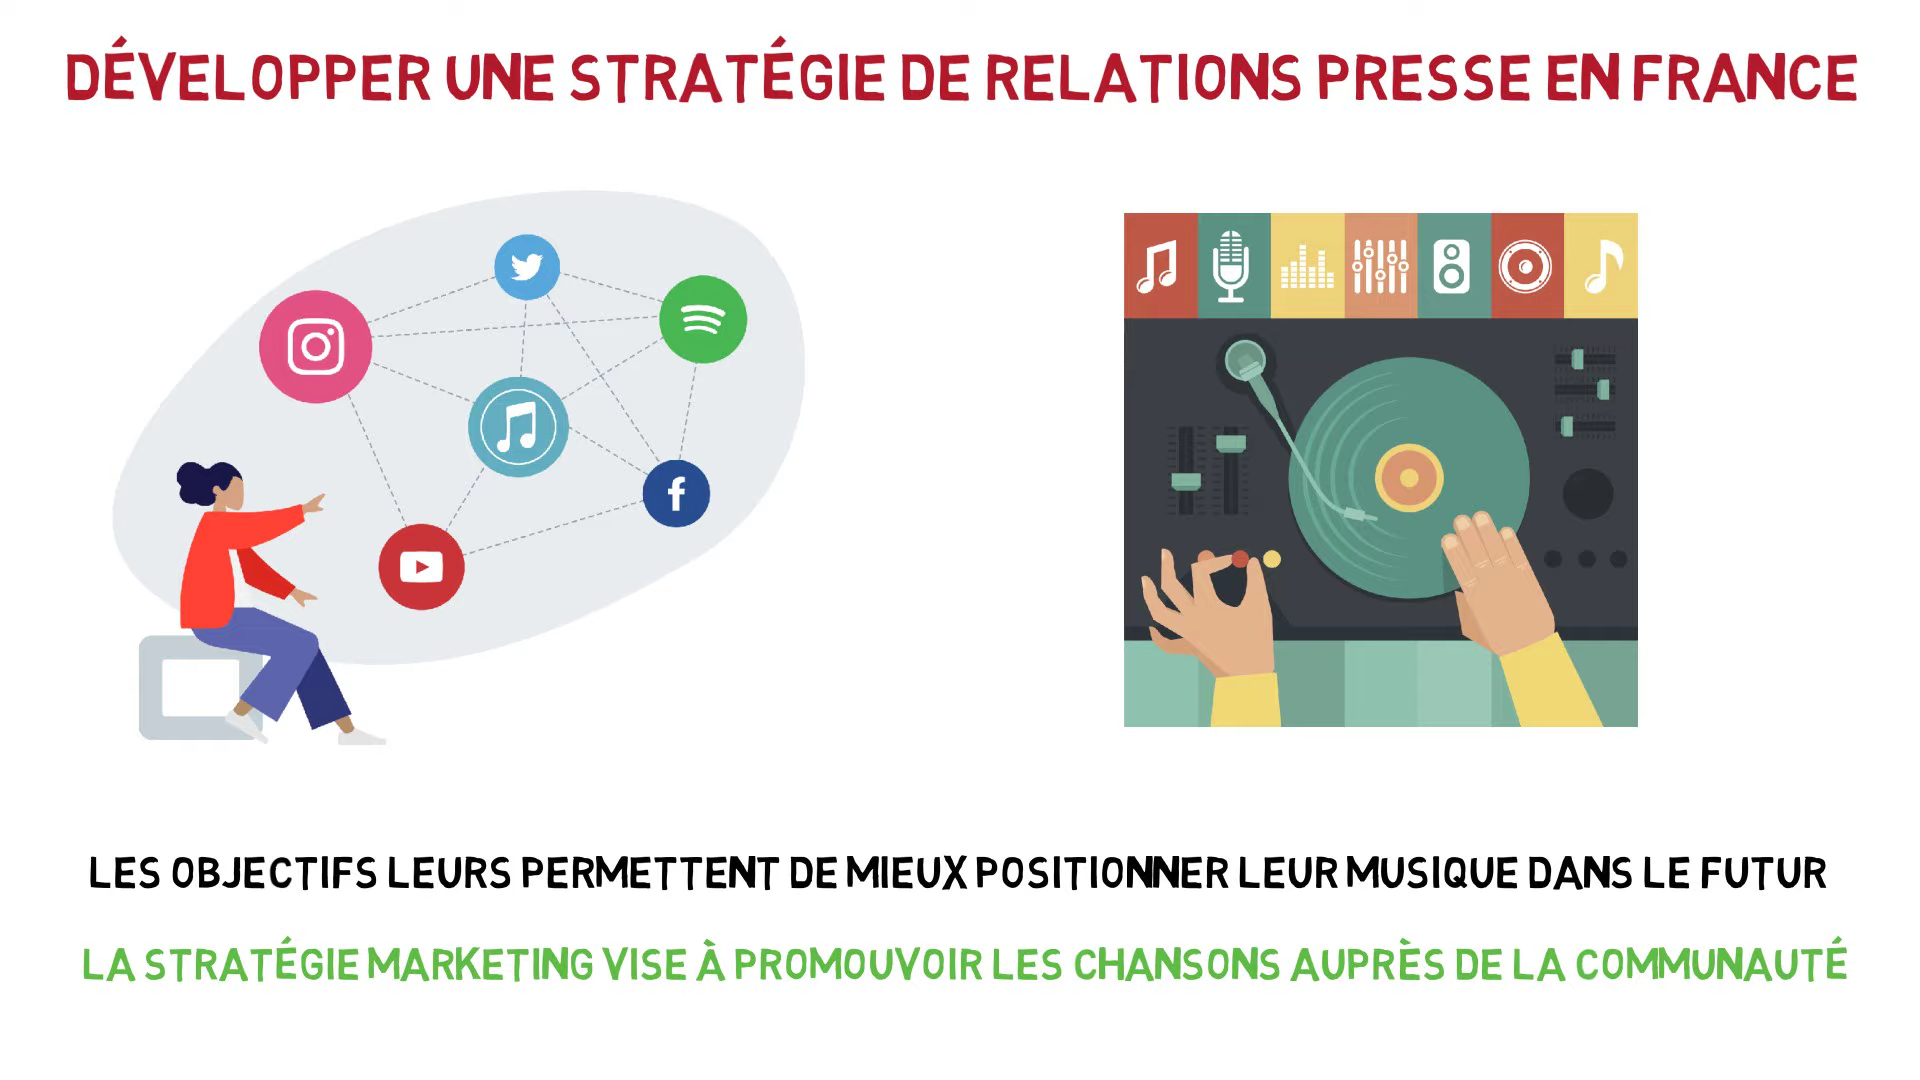 DÉVELOPPER UNE STRATÉGIE DE RELATIONS PRESSE EN FRANCE
LES OBJECTIFS LEURS PERMETTENT DE MIEUX POSITIONNER LEUR MUSIQUE DANS LE FUTUR
LA STRATÉGIE MARKETING VISE À PROMOUVOIR LES CHANSONS AUPRÈS DE LA COMMUNAUTÉ